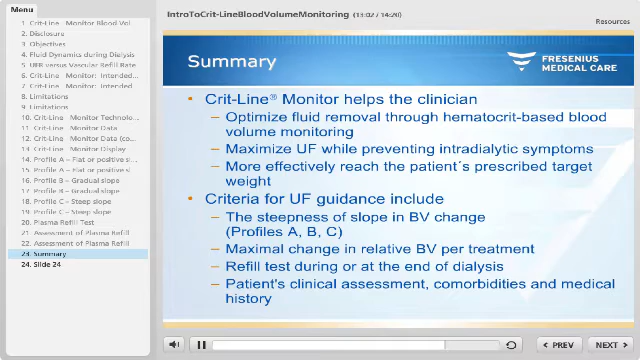 Menu
IntroToCrit-LineBloodVolumeMonitoring (13:02 / 14:20)
Resources
1. Crit-Line Monitor Blood Vol...
2. Disclosure
3. Objectives
4. Fluid Dynamics during Dialysis
5. UFR versus Vascular Refill Rate
6. Crit-Line Monitor: Intended...
7. Crit-Line Monitor: Intended
8. Limitations
9. Limitations
10. Crit-Line Monitor Technolo...
11. Crit-Line Monitor Data
12. Crit-Line Monitor Data (co...
13. Crit-Line Monitor Display
14. Profile A – Flat or positive s...
15. Profile A – Flat or positive sl
16. Profile B – Gradual slope
17. Profile B – Gradual slope
18. Profile C – Steep slope
19. Profile C – Steep slope
20. Plasma Refill Test
21. Assessment of Plasma Refill
22. Assessment of Plasma Refill
23. Summary
24. Slide 24
Summary
FRESENIUS
MEDICAL CARE
• Crit-Line® Monitor helps the clinician
– Optimize fluid removal through hematocrit-based blood
volume monitoring
– Maximize UF while preventing intradialytic symptoms
– More effectively reach the patient´s prescribed target
weight
• Criteria for UF guidance include
– The steepness of slope in BV change
(Profiles A, B, C)
– Maximal change in relative BV per treatment
– Refill test during or at the end of dialysis
– Patient's clinical assessment, comorbidities and medical
history
PREV
NEXT